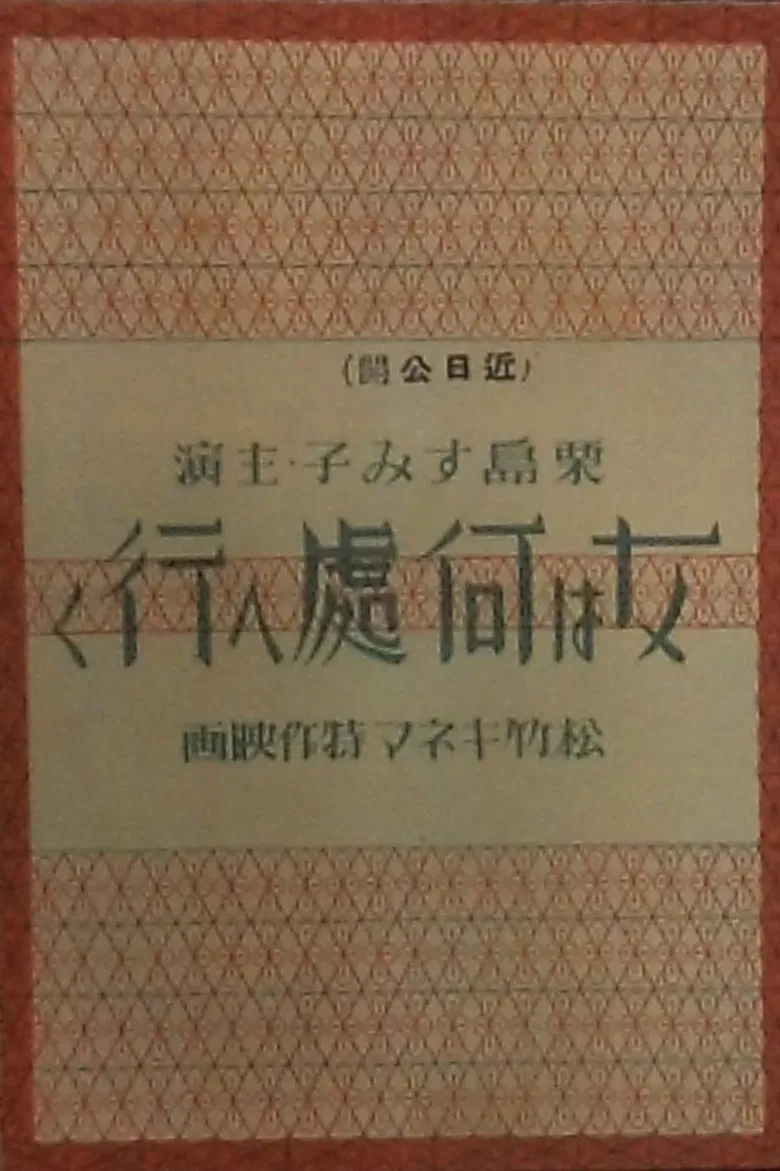 (近日公開)
栗島すみ子・主演
女は何處へ行く
松竹キネマ特作映画